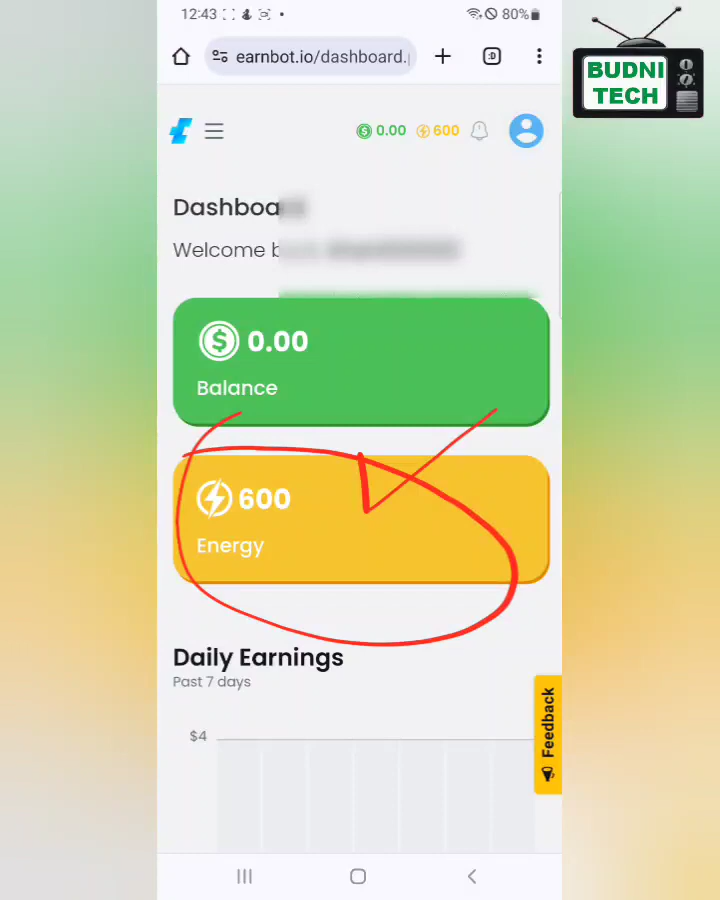 12:43
80%
BUDNI
TECH
earnbot.io/dashboard.
:D
0.00
600
Welcome
$ 0.00
Balance
600
Energy
Daily Earnings
Past 7 days
$4
Feedback